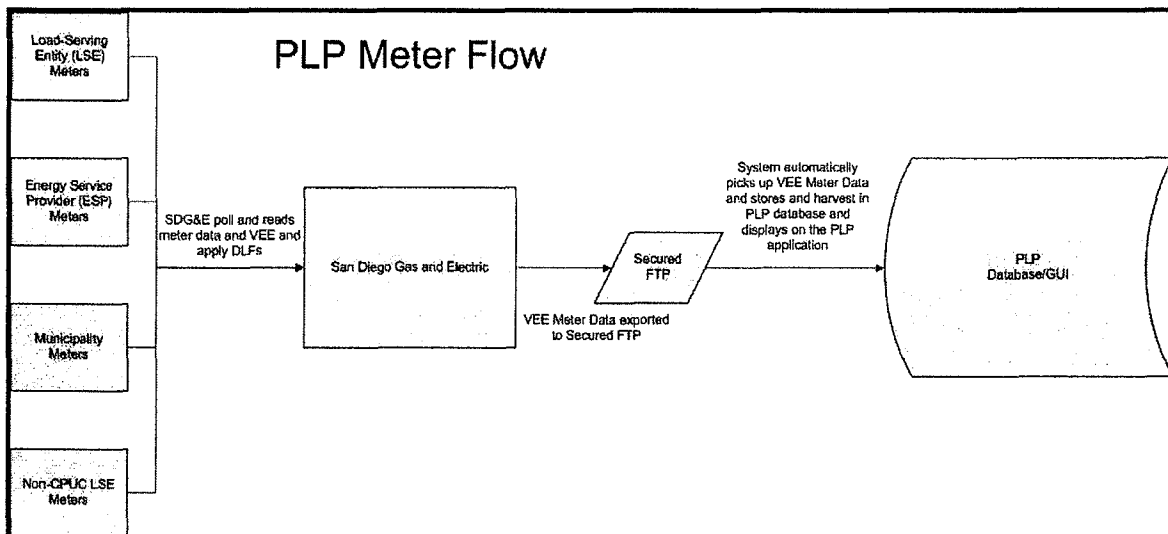 PLP Meter Flow
Load-Serving
Entity (LSE)
Meters
Energy Service
Provider (ESP)
Meters
Municipality
Meters
Non-CPUC LSE
Meters
SDG&E poll and reads
meter data and VEE and
apply DLFs
San Diego Gas and Electric
Secured
FTP
VEE Meter Data exported
to Secured FTP
System automatically
picks up VEE Meter Data
and stores and harvest in
PLP database and
displays on the PLP
application
PLP
Database/GUI